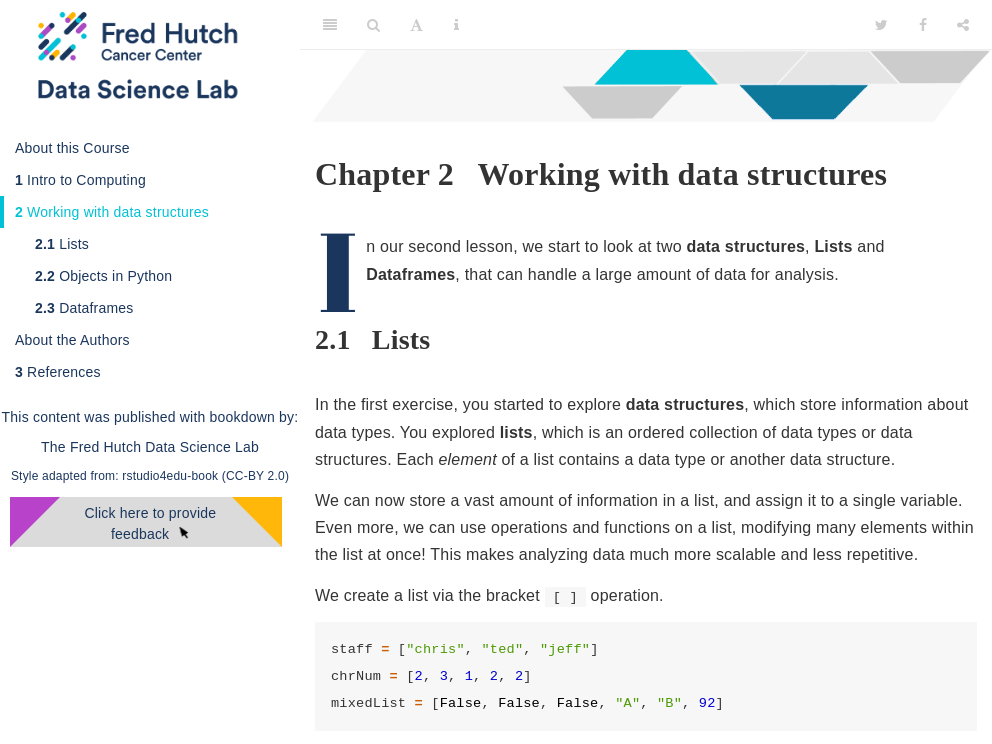 Fred Hutch
Cancer Center
Data Science Lab
About this Course
1 Intro to Computing
2 Working with data structures
2.1 Lists
2.2 Objects in Python
2.3 Dataframes
About the Authors
3 References
This content was published with bookdown by:
The Fred Hutch Data Science Lab
Style adapted from: rstudio4edu-book (CC-BY 2.0)
Click here to provide
feedback
Chapter 2 Working with data structures
In our second lesson, we start to look at two data structures, Lists and
Dataframes, that can handle a large amount of data for analysis.
2.1 Lists
In the first exercise, you started to explore data structures, which store information about
data types. You explored lists, which is an ordered collection of data types or data
structures. Each element of a list contains a data type or another data structure.
We can now store a vast amount of information in a list, and assign it to a single variable.
Even more, we can use operations and functions on a list, modifying many elements within
the list at once! This makes analyzing data much more scalable and less repetitive.
We create a list via the bracket [ ] operation.
staff = ["chris", "ted", "jeff"]
chrNum = [2, 3, 1, 2, 2]
mixedList = [False, False, False, "A", "B", 92]